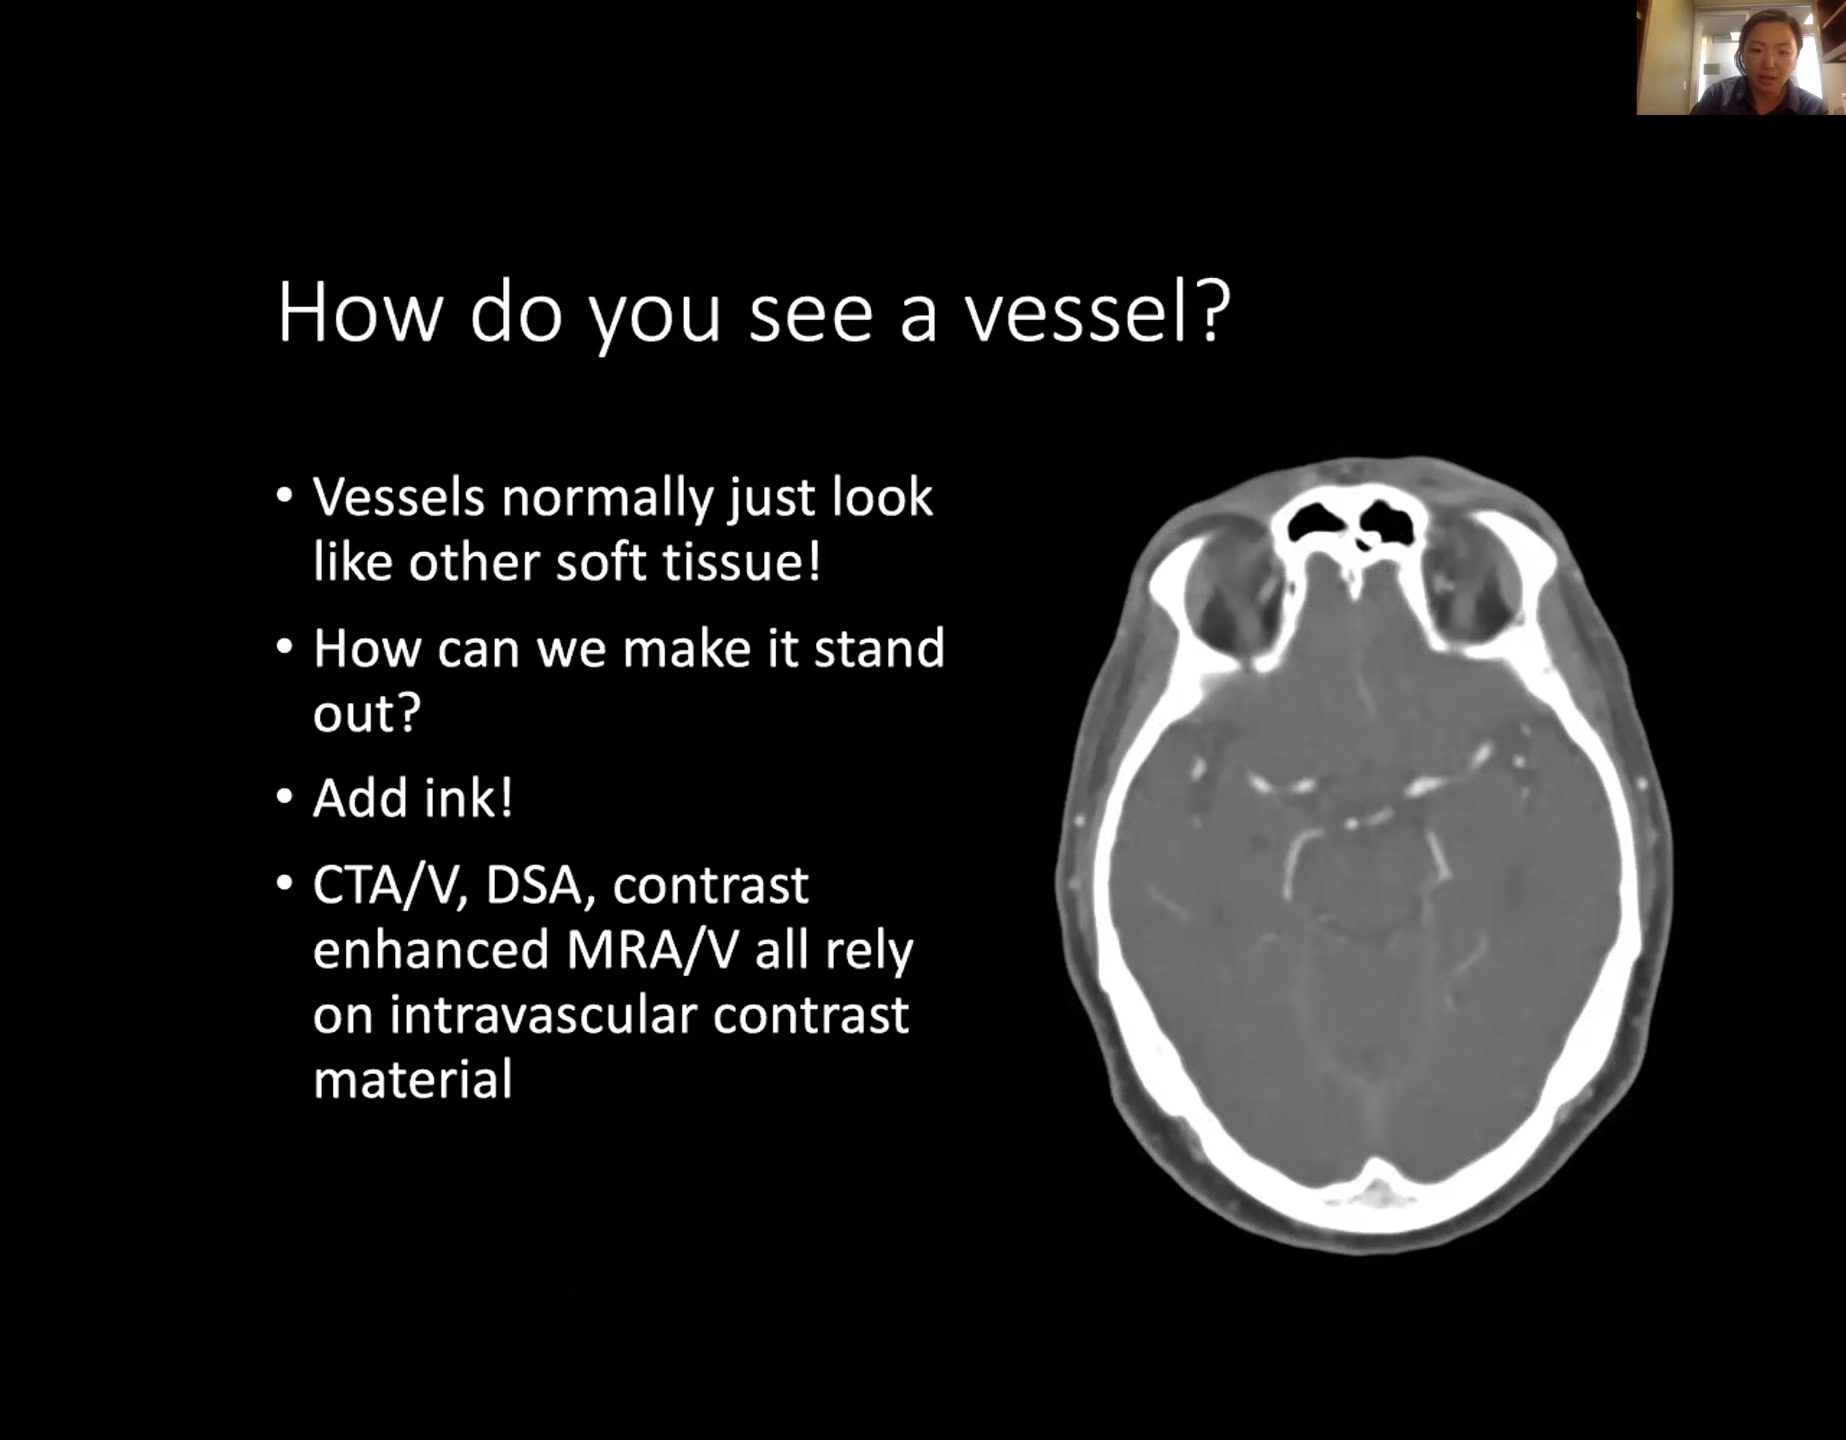 How do you see a vessel?
• Vessels normally just look
like other soft tissue!
• How can we make it stand
out?
• Add ink!
• CTA/V, DSA, contrast
enhanced MRA/V all rely
on intravascular contrast
material